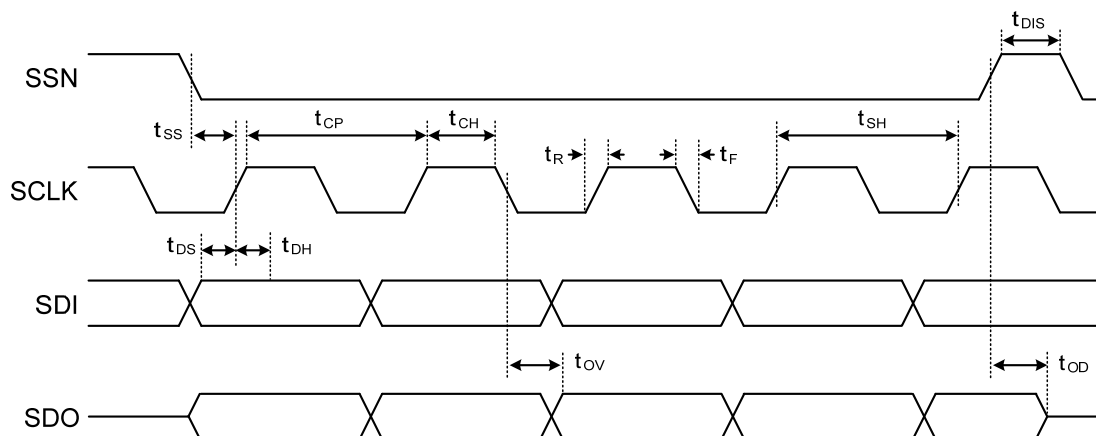 tDIS
SSN
tSS
tCP
tCH
tSH
tR
tF
SCLK
tDS
tDH
SDI
tOV
tOD
SDO